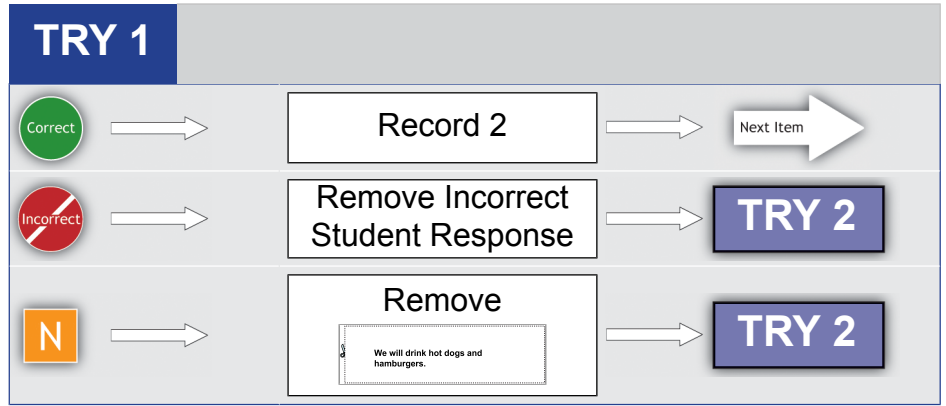 TRY 1
Correct
Record 2
Next Item
Incorrect
Remove Incorrect
Student Response
TRY 2
N
Remove
We will drink hot dogs and
hamburgers.
TRY 2